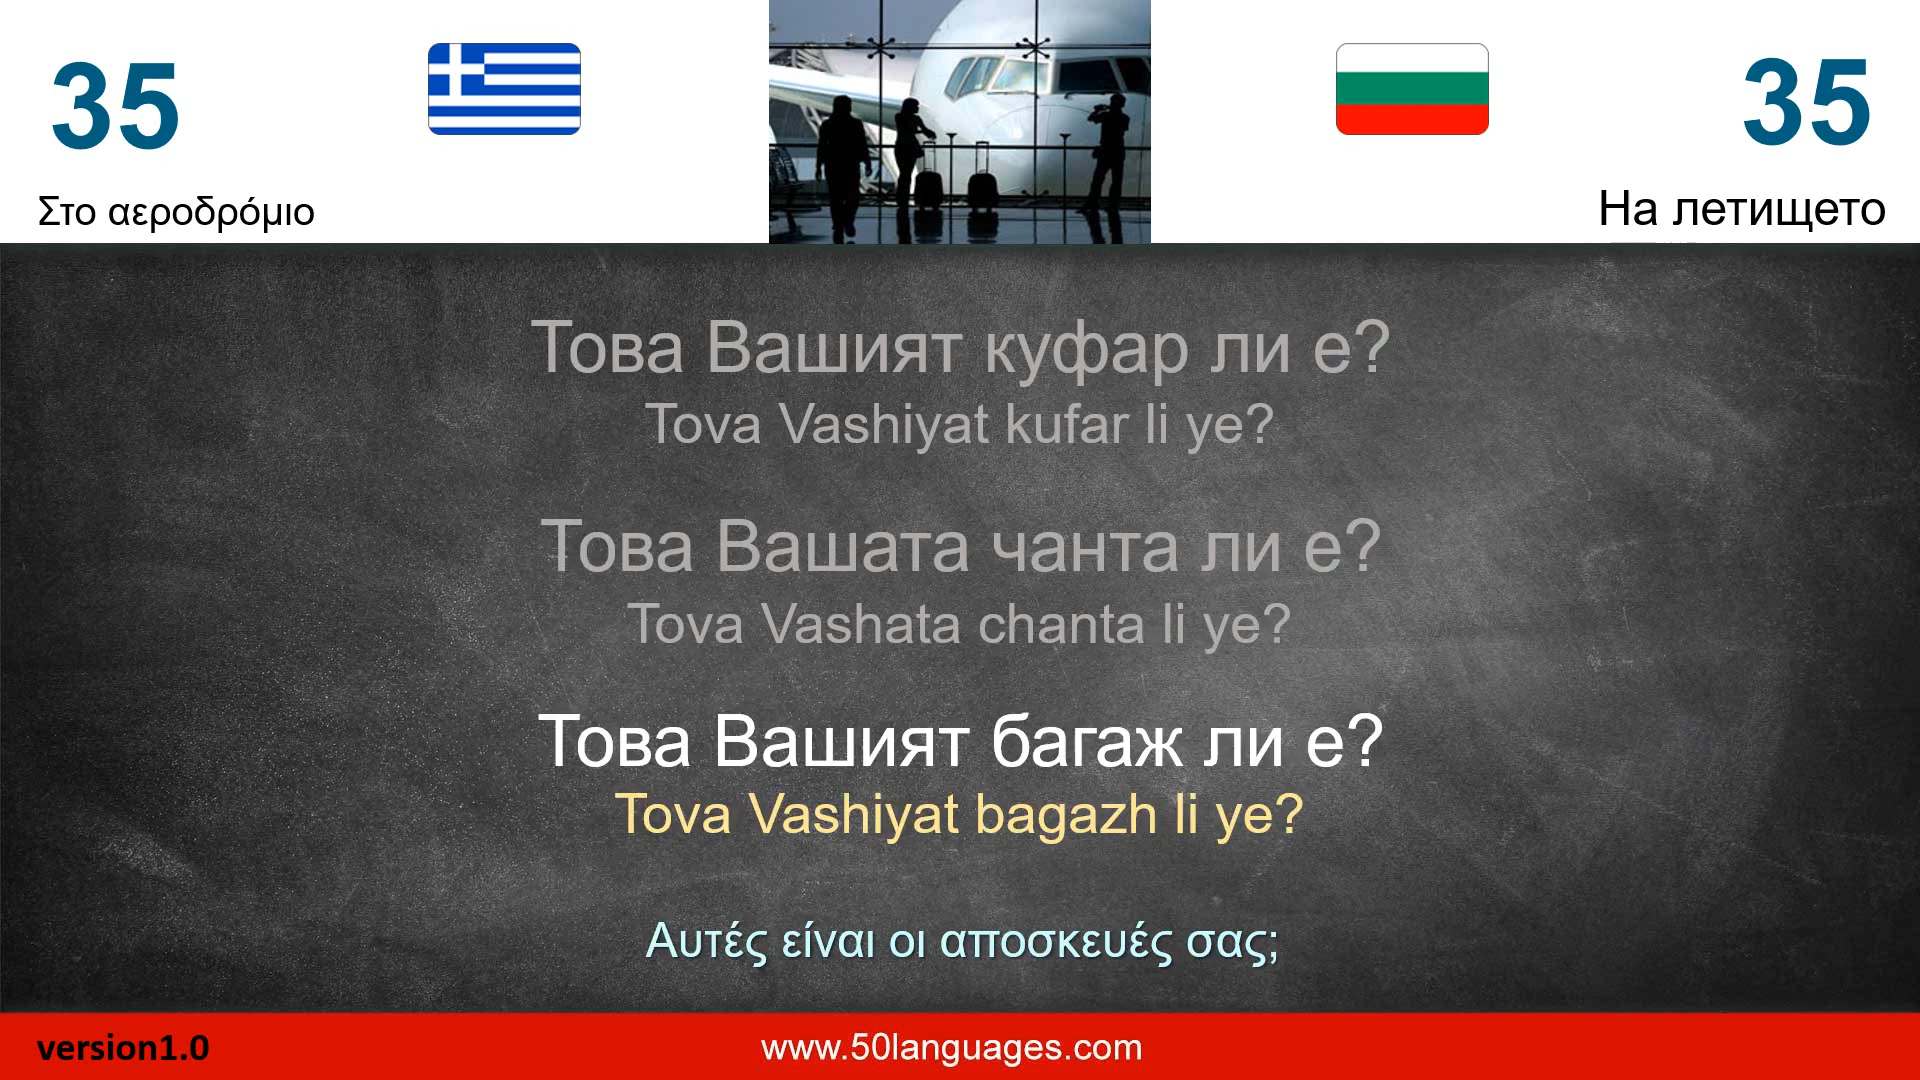 35
35
Στο αεροδρόμιο
На летището
Това Вашият куфар ли е?
Tova Vashiyat kufar li ye?
Това Вашата чанта ли е?
Tova Vashata chanta li ye?
Това Вашият багаж ли е?
Tova Vashiyat bagazh li ye?
Αυτές είναι οι αποσκευές σας;
version1.0
www.50languages.com